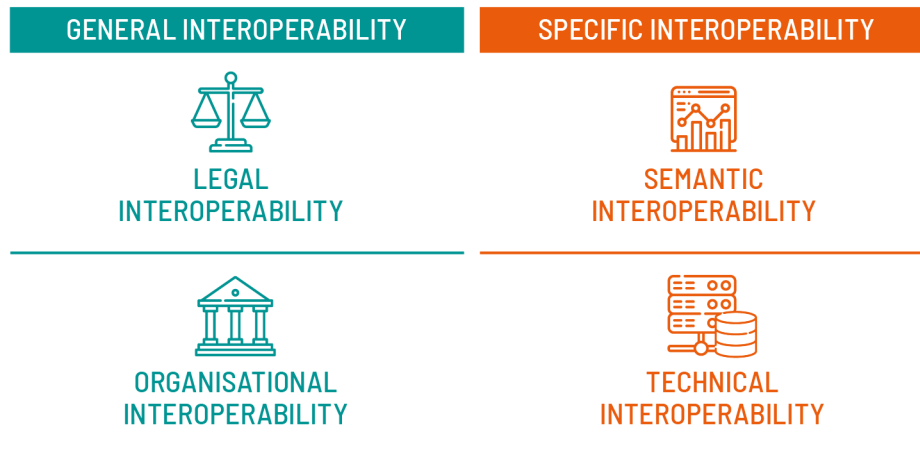 GENERAL INTEROPERABILITY
LEGAL
INTEROPERABILITY
ORGANISATIONAL
INTEROPERABILITY
SPECIFIC INTEROPERABILITY
SEMANTIC
INTEROPERABILITY
TECHNICAL
INTEROPERABILITY